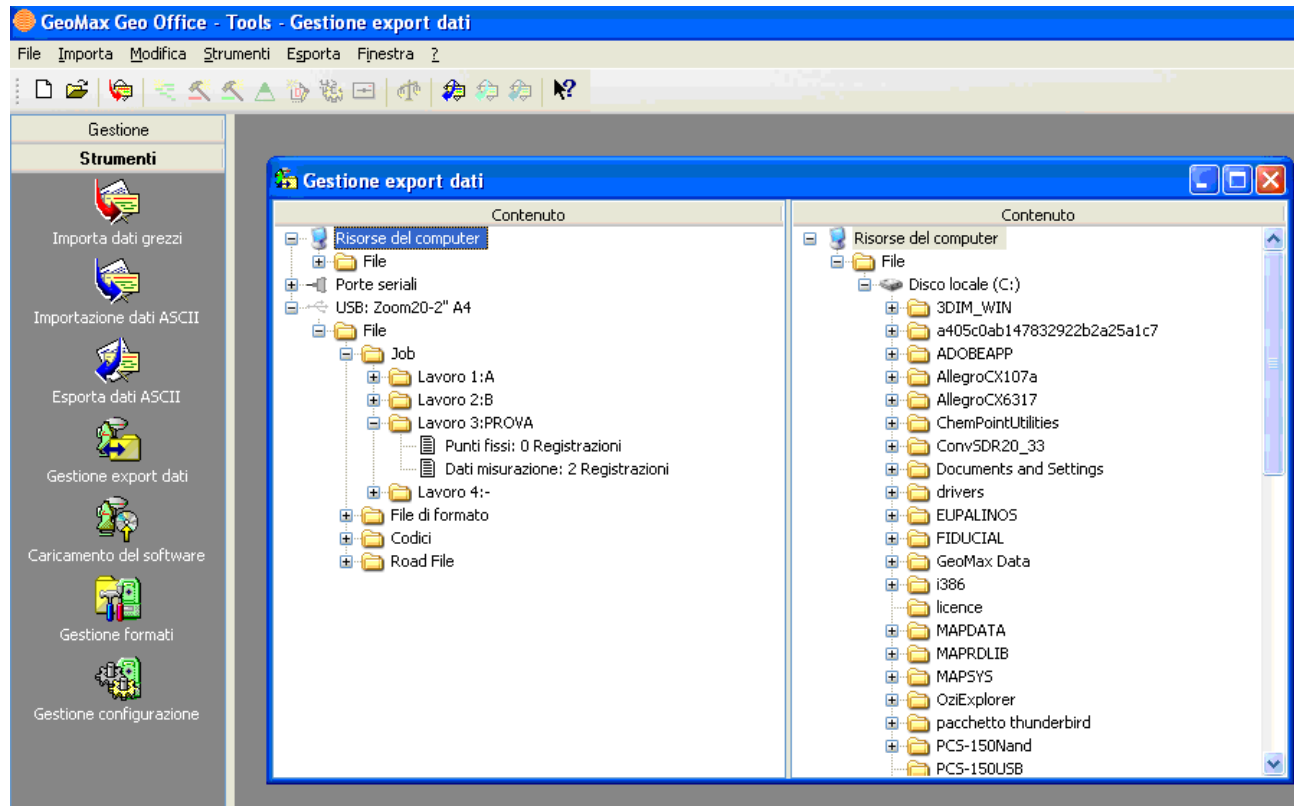 GeoMax Geo Office - Tools - Gestione export dati
File Importa Modifica Strumenti Esporta Finestra ?
Gestione
Strumenti
Importa dati grezzi
Importazione dati ASCII
Esporta dati ASCII
Gestione export dati
Caricamento del software
Gestione formati
Gestione configurazione
Gestione export dati
Contenuto
Risorse del computer
File
Porte seriali
USB: Zoom20-2" A4
File
Job
Lavoro 1:A
Lavoro 2:B
Lavoro 3:PROVA
Punti fissi: 0 Registrazioni
Dati misurazione: 2 Registrazioni
Lavoro 4:-
File di formato
Codici
Road File
Contenuto
Risorse del computer
File
Disco locale (C:)
3DIM_WIN
a405c0ab147832922b2a25a1c7
ADOBEAPP
AllegroCX107a
AllegroCX6317
ChemPointUtilities
ConvSDR20_33
Documents and Settings
drivers
EUPALINOS
FIDUCIAL
GeoMax Data
i386
licence
MAPDATA
MAPRDLIB
MAPSYS
OziExplorer
pacchetto thunderbird
PCS-150Nand
PCS-150USB